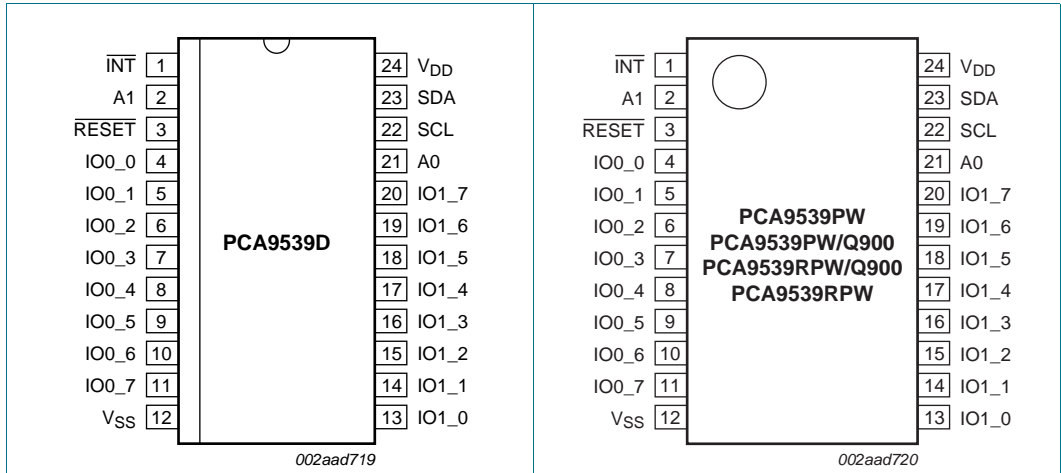 INT 1 24 VDD
A1 2 23 SDA
RESET 3 22 SCL
IO0_0 4 21 A0
IO0_1 5 20 IO1_7
IO0_2 6 19 IO1_6
IO0_3 7 18 IO1_5
IO0_4 8 17 IO1_4
IO0_5 9 16 IO1_3
IO0_6 10 15 IO1_2
IO0_7 11 14 IO1_1
VSS 12 13 IO1_0
PCA9539D
002aad719
INT 1 24 VDD
A1 2 23 SDA
RESET 3 22 SCL
IO0_0 4 21 A0
IO0_1 5 20 IO1_7
IO0_2 6 19 IO1_6
IO0_3 7 18 IO1_5
IO0_4 8 17 IO1_4
IO0_5 9 16 IO1_3
IO0_6 10 15 IO1_2
IO0_7 11 14 IO1_1
VSS 12 13 IO1_0
PCA9539PW
PCA9539PW/Q900
PCA9539RPW/Q900
PCA9539RPW
002aad720